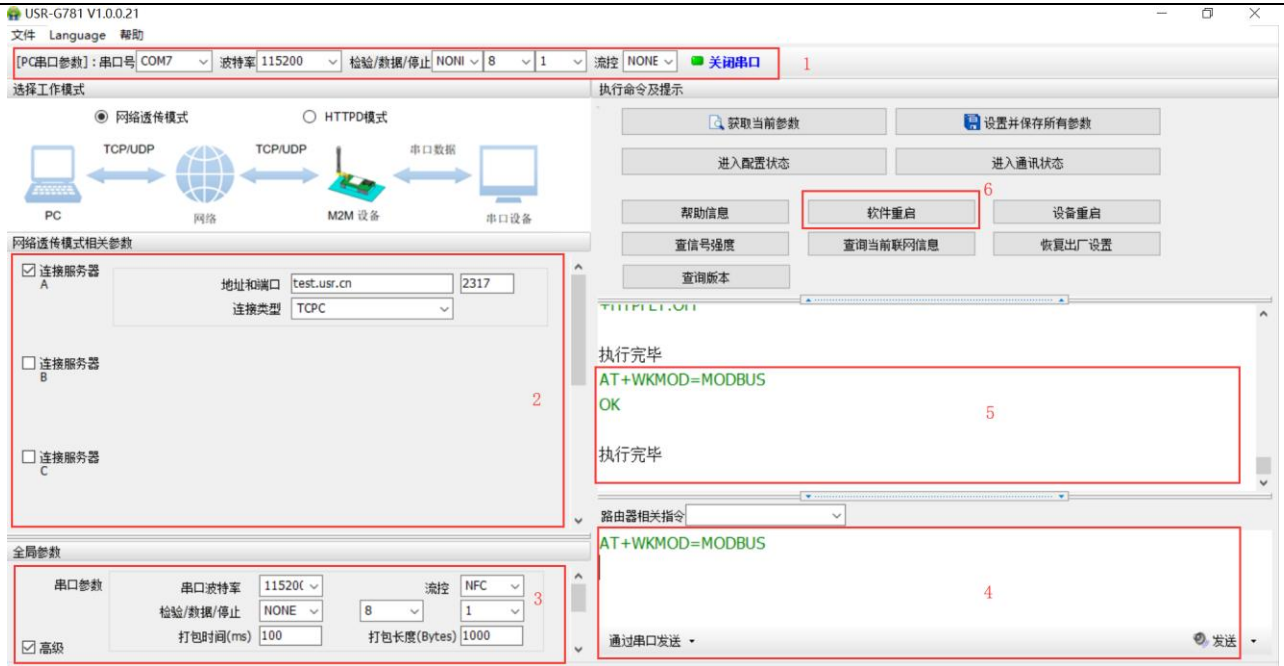 USR-G781 V1.0.0.21
文件 Language 帮助
[PC串口参数]：串口号 COM7 波特率 115200 检验/数据/停止 NONI 8 1 流控 NONE 关闭串口 1
选择工作模式
网络透传模式 HTTPD模式
TCP/UDP TCP/UDP 串口数据
PC 网络 M2M 设备 串口设备
网络透传模式相关参数
连接服务器
A
地址和端口 test.usr.cn 2317
连接类型 TCPC
连接服务器
B
2
连接服务器
C
全局参数
串口参数 串口波特率 11520( 流控 NFC
检验/数据/停止 NONE 8 1 3
打包时间(ms) 100 打包长度(Bytes) 1000
高级
执行命令及提示
获取当前参数 设置并保存所有参数
进入配置状态 进入通讯状态
6
帮助信息 软件重启 设备重启
查信号强度 查询当前联网信息 恢复出厂设置
查询版本
执行完毕
AT+WKMOD=MODBUS
OK
5
执行完毕
路由器相关指令
AT+WKMOD=MODBUS
4
通过串口发送 发送